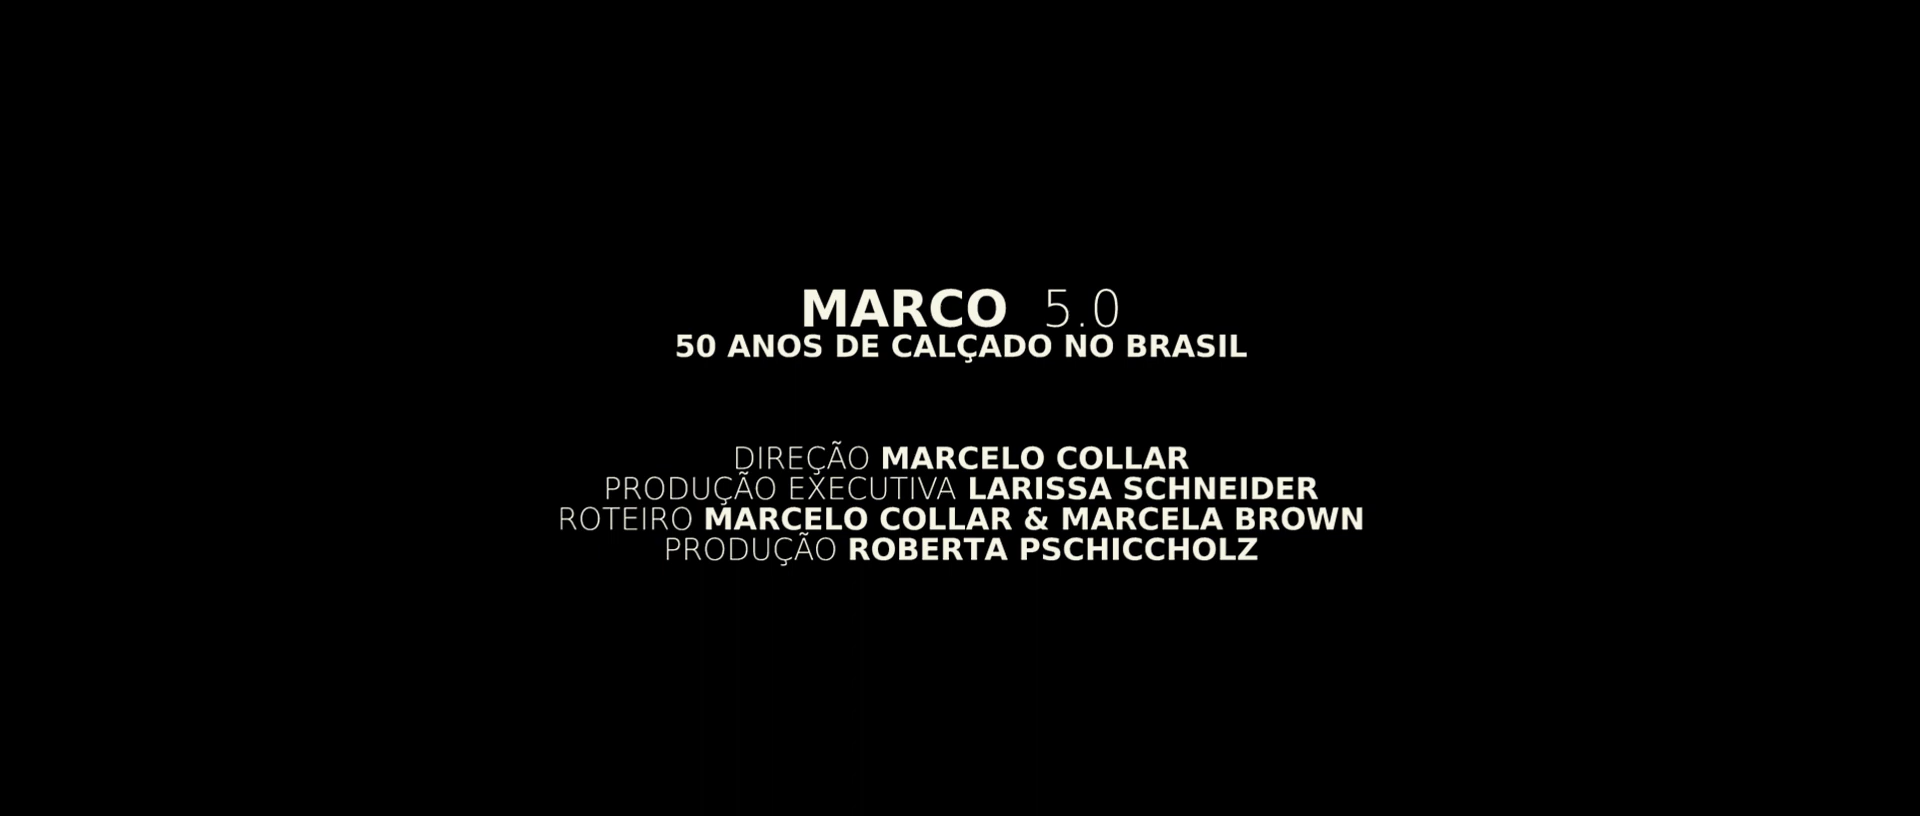 MARCO 5.0
50 ANOS DE CALÇADO NO BRASIL
DIREÇÃO MARCELO COLLAR
PRODUÇÃO EXECUTIVA LARISSA SCHNEIDER
ROTEIRO MARCELO COLLAR & MARCELA BROWN
PRODUÇÃO ROBERTA PSCHICCHOLZ